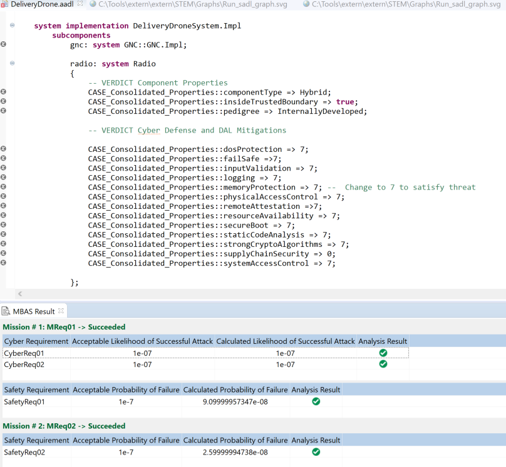 DeliveryDrone.aadl C:\Tools\extern\extern\STEM\Graphs\Run_sadl_graph.svg C:\Tools\extern\extern\STEM\Graphs\Run_sadl_graph.svg
system implementation DeliveryDroneSystem.Impl
subcomponents
gnc: system GNC::GNC.Impl;
radio: system Radio
{
-- VERDICT Component Properties
CASE_Consolidated_Properties::componentType => Hybrid;
CASE_Consolidated_Properties::insideTrustedBoundary => true;
CASE_Consolidated_Properties::pedigree => InternallyDeveloped;
-- VERDICT Cyber Defense and DAL Mitigations
CASE_Consolidated_Properties::dosProtection => 7;
CASE_Consolidated_Properties::failSafe =>7;
CASE_Consolidated_Properties::inputValidation => 7;
CASE_Consolidated_Properties::logging => 7;
CASE_Consolidated_Properties::memoryProtection => 7; -- Change to 7 to satisfy threat
CASE_Consolidated_Properties::physicalAccessControl => 7;
CASE_Consolidated_Properties::remoteAttestation =>7;
CASE_Consolidated_Properties::resourceAvailability => 7;
CASE_Consolidated_Properties::secureBoot => 7;
CASE_Consolidated_Properties::staticCodeAnalysis => 7;
CASE_Consolidated_Properties::strongCryptoAlgorithms => 7;
CASE_Consolidated_Properties::supplyChainSecurity => 0;
CASE_Consolidated_Properties::systemAccessControl => 7;
};
MBAS Result
Mission # 1: MReq01 -> Succeeded
Cyber Requirement Acceptable Likelihood of Successful Attack Calculated Likelihood of Successful Attack Analysis Result
CyberReq01 1e-07 1e-07
CyberReq02 1e-07 1e-07
Safety Requirement Acceptable Probability of Failure Calculated Probability of Failure Analysis Result
SafetyReq01 1e-7 9.09999957347e-08
Mission # 2: MReq02 -> Succeeded
Safety Requirement Acceptable Probability of Failure Calculated Probability of Failure Analysis Result
SafetyReq02 1e-7 2.59999994738e-08